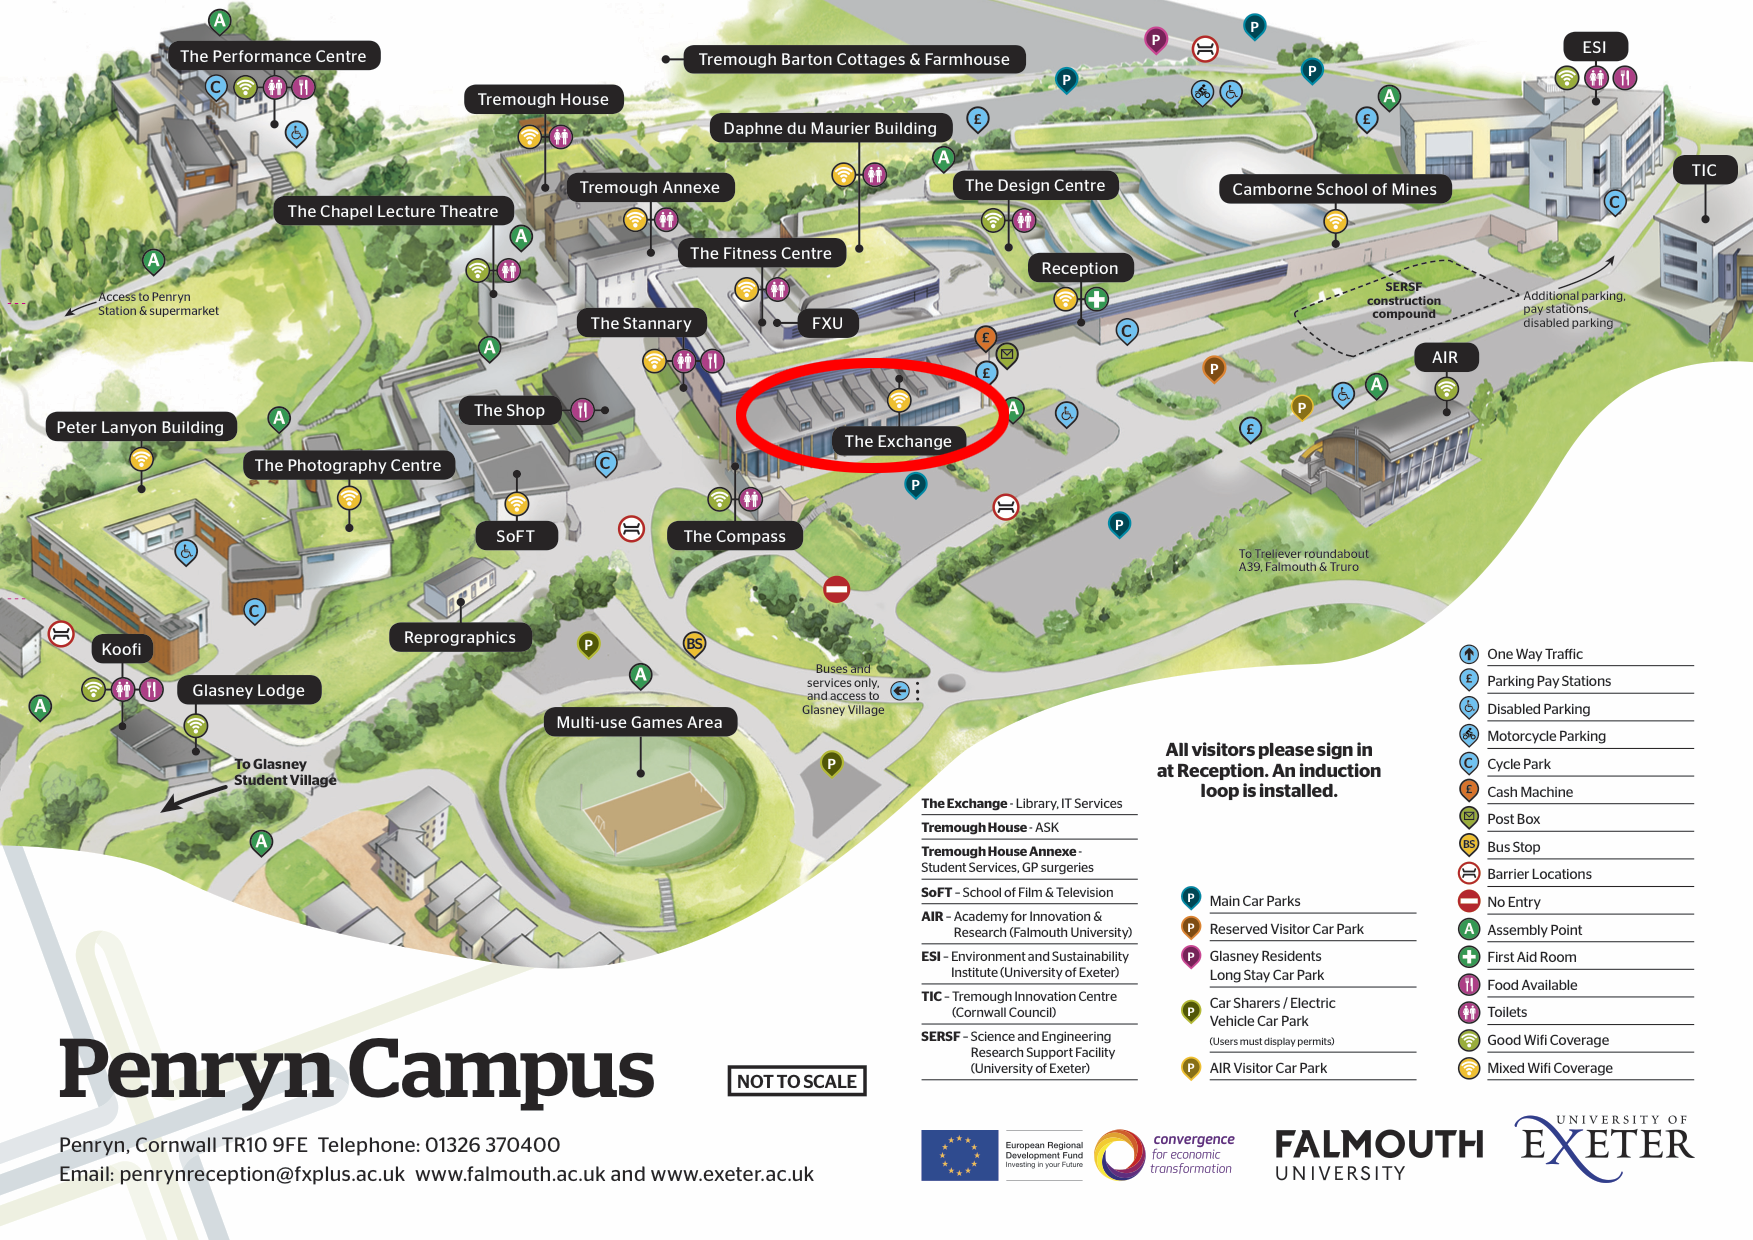 The Performance Centre
Tremough Barton Cottages & Farmhouse
ESI
Tremough House
Daphne du Maurier Building
TIC
Tremough Annexe
The Design Centre
Camborne School of Mines
The Chapel Lecture Theatre
The Fitness Centre
Reception
Access to Penryn
Station & supermarket
SERSF
construction
compound
Additional parking,
pay stations,
disabled parking
The Stannary
FXU
AIR
The Shop
Peter Lanyon Building
The Exchange
The Photography Centre
SoFT
The Compass
To Treliever roundabout
A39, Falmouth & Truro
Reprographics
Koofi
BS
Glasney Lodge
Buses and
services only,
and access to
Glasney Village
Multi-use Games Area
To Glasney
Student Village
All visitors please sign in
at Reception. An induction
loop is installed.
The Exchange - Library, IT Services
Tremough House - ASK
Tremough House Annexe -
Student Services, GP surgeries
SoFT – School of Film & Television
AIR – Academy for Innovation &
Research (Falmouth University)
ESI – Environment and Sustainability
Institute (University of Exeter)
TIC – Tremough Innovation Centre
(Cornwall Council)
SERSF – Science and Engineering
Research Support Facility
(University of Exeter)
P Main Car Parks
P Reserved Visitor Car Park
P Glasney Residents
Long Stay Car Park
P Car Sharers / Electric
Vehicle Car Park
(Users must display permits)
P AIR Visitor Car Park
One Way Traffic
£ Parking Pay Stations
Disabled Parking
Motorcycle Parking
C Cycle Park
£ Cash Machine
Post Box
BS Bus Stop
Barrier Locations
No Entry
A Assembly Point
First Aid Room
Food Available
Toilets
Good Wifi Coverage
Mixed Wifi Coverage
Penryn Campus
NOT TO SCALE
Penryn, Cornwall TR10 9FE Telephone: 01326 370400
Email: penrynreception@fxplus.ac.uk www.falmouth.ac.uk and www.exeter.ac.uk
European Regional
Development Fund
Investing in your Future
convergence
for economic
transformation
FALMOUTH
UNIVERSITY
UNIVERSITY OF
EXETER